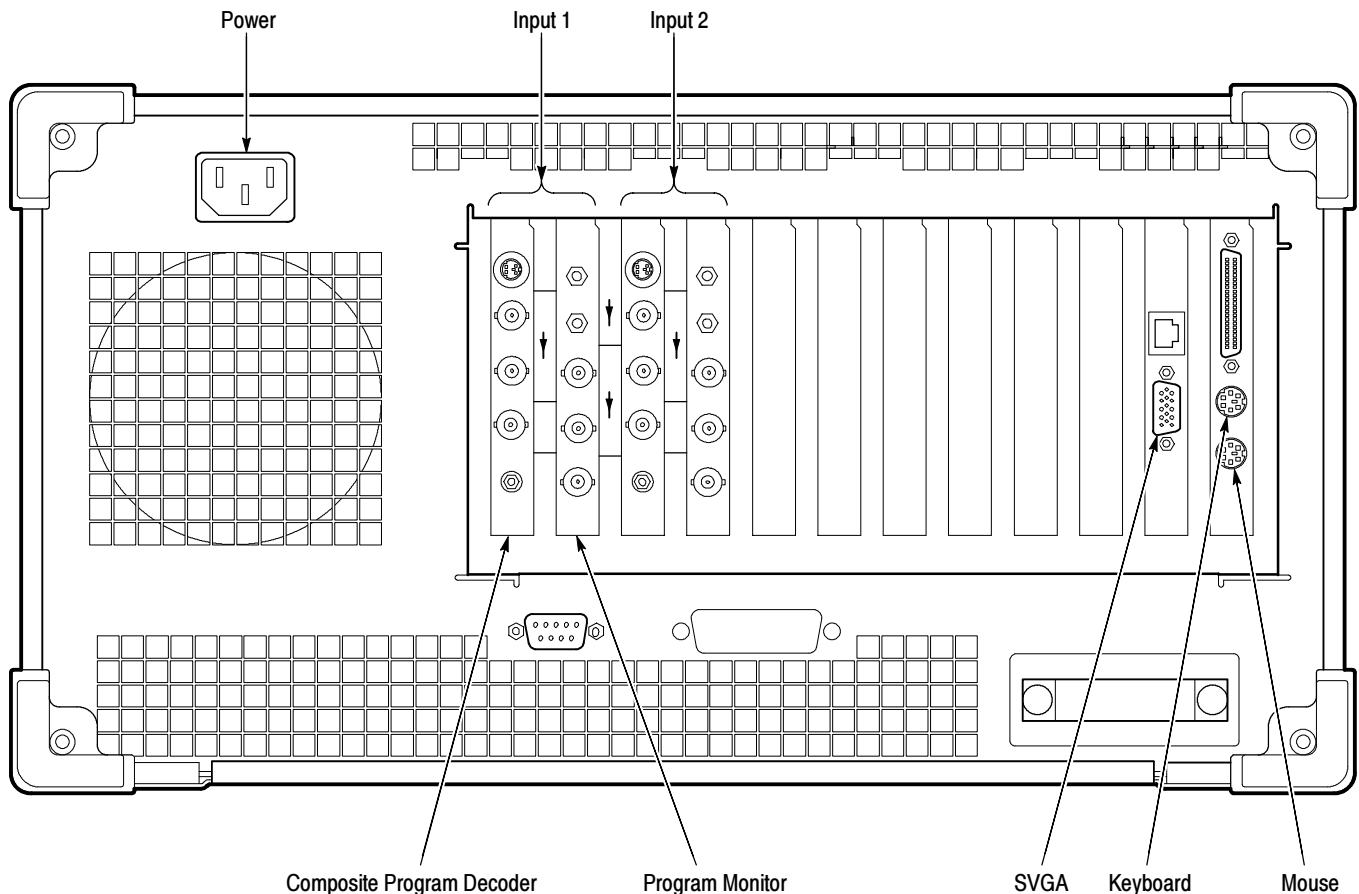 Power
Input 1
Input 2
Composite Program Decoder
Program Monitor
SVGA
Keyboard
Mouse